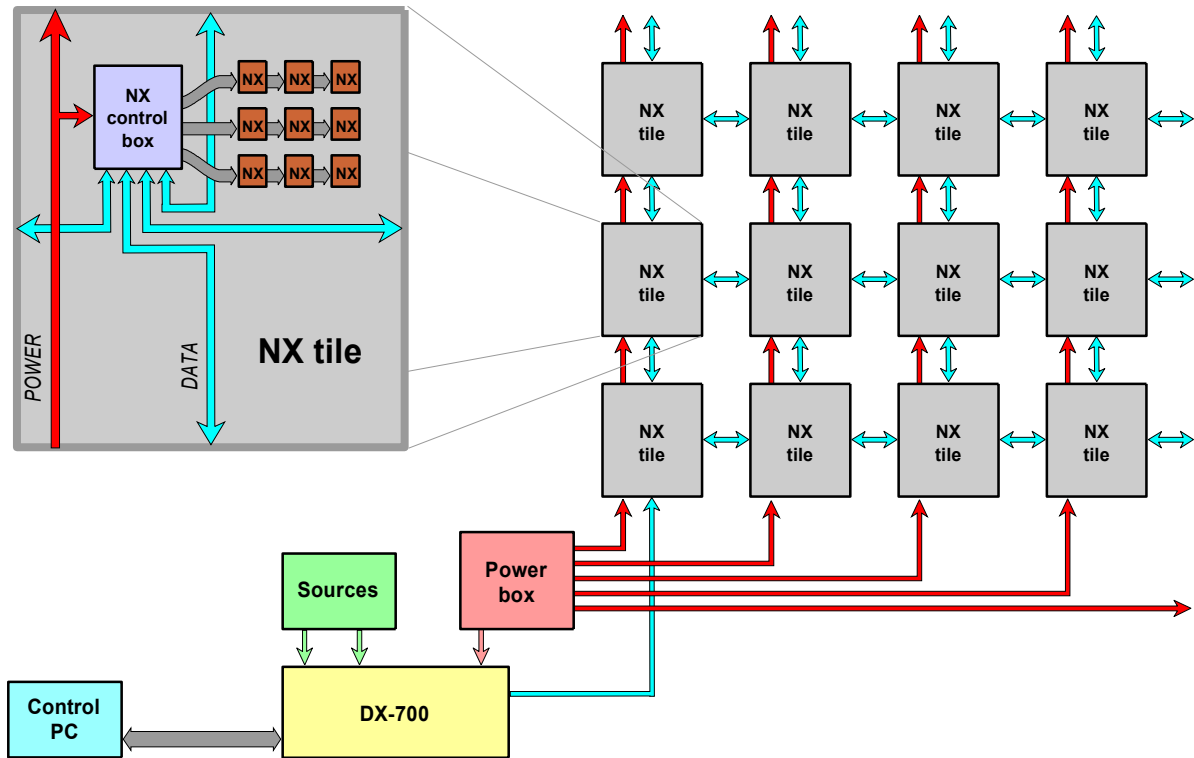 NX
control
box
NX NX NX
NX NX NX
NX NX NX
POWER
DATA
NX tile
NX
tile
NX
tile
NX
tile
NX
tile
NX
tile
NX
tile
NX
tile
NX
tile
NX
tile
NX
tile
NX
tile
NX
tile
Sources
Power
box
Control
PC
DX-700